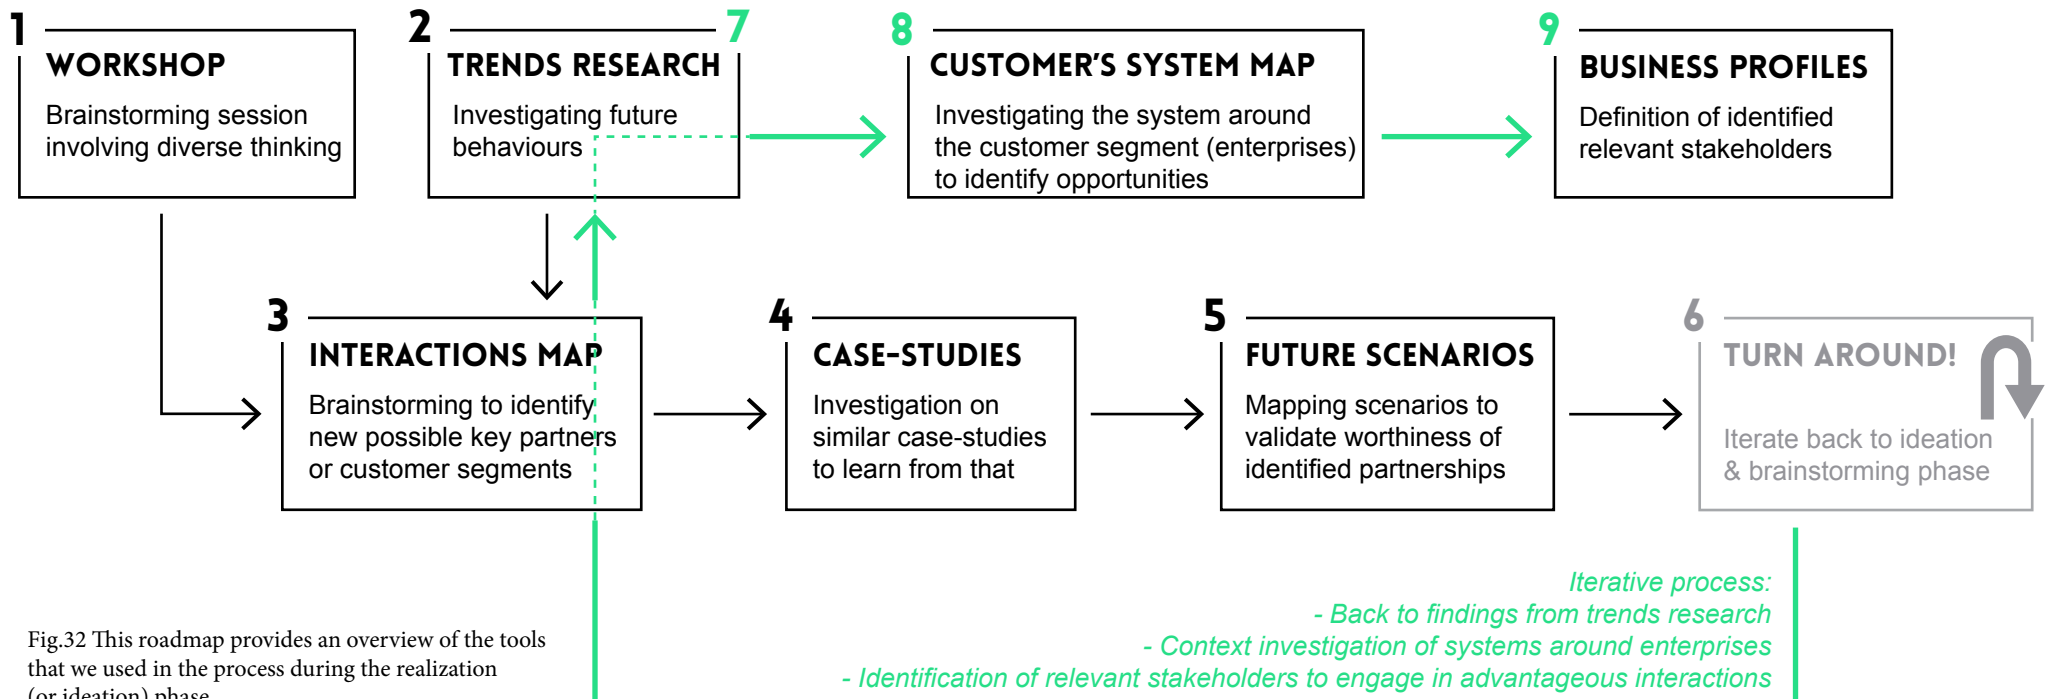 1
WORKSHOP
Brainstorming session
involving diverse thinking
2
7
TRENDS RESEARCH
Investigating future
behaviours
8
CUSTOMER'S SYSTEM MAP
Investigating the system around
the customer segment (enterprises)
to identify opportunities
9
BUSINESS PROFILES
Definition of identified
relevant stakeholders
3
INTERACTIONS MAP
Brainstorming to identify
new possible key partners
or customer segments
4
CASE-STUDIES
Investigation on
similar case-studies
to learn from that
5
FUTURE SCENARIOS
Mapping scenarios to
validate worthiness of
identified partnerships
6
TURN AROUND!
Iterate back to ideation
& brainstorming phase
Iterative process:
- Back to findings from trends research
- Context investigation of systems around enterprises
- Identification of relevant stakeholders to engage in advantageous interactions
Fig.32 This roadmap provides an overview of the tools
that we used in the process during the realization
(or ideation) phase